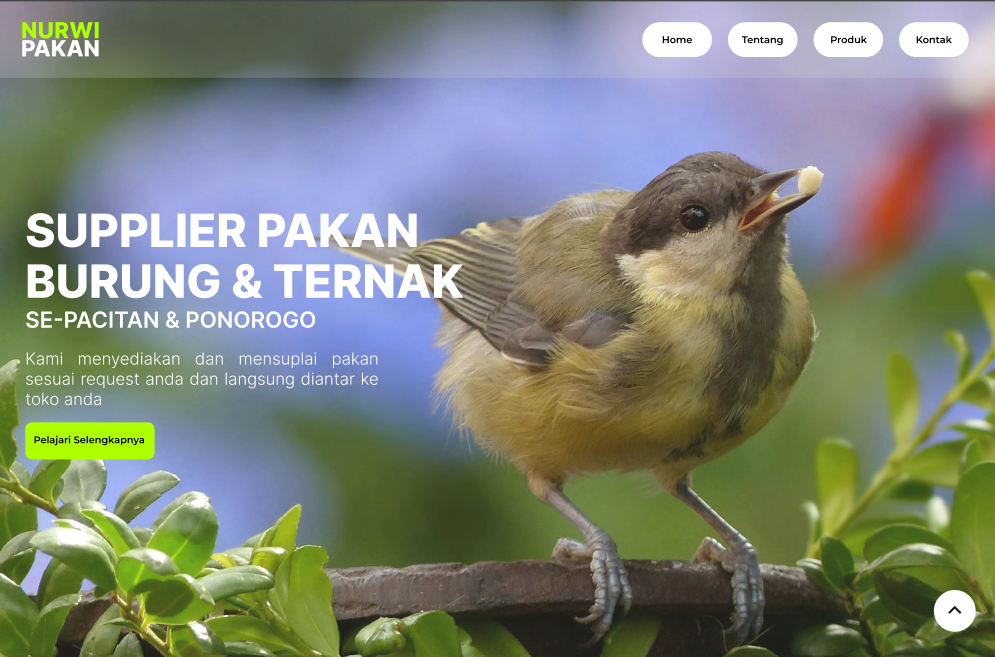 NURWI
PAKAN
Home
Tentang
Produk
Kontak
SUPPLIER PAKAN
BURUNG & TERNAK
SE-PACITAN & PONOROGO
Kami menyediakan dan mensuplai pakan
sesuai request anda dan langsung diantar ke
toko anda
Pelajari Selengkapnya